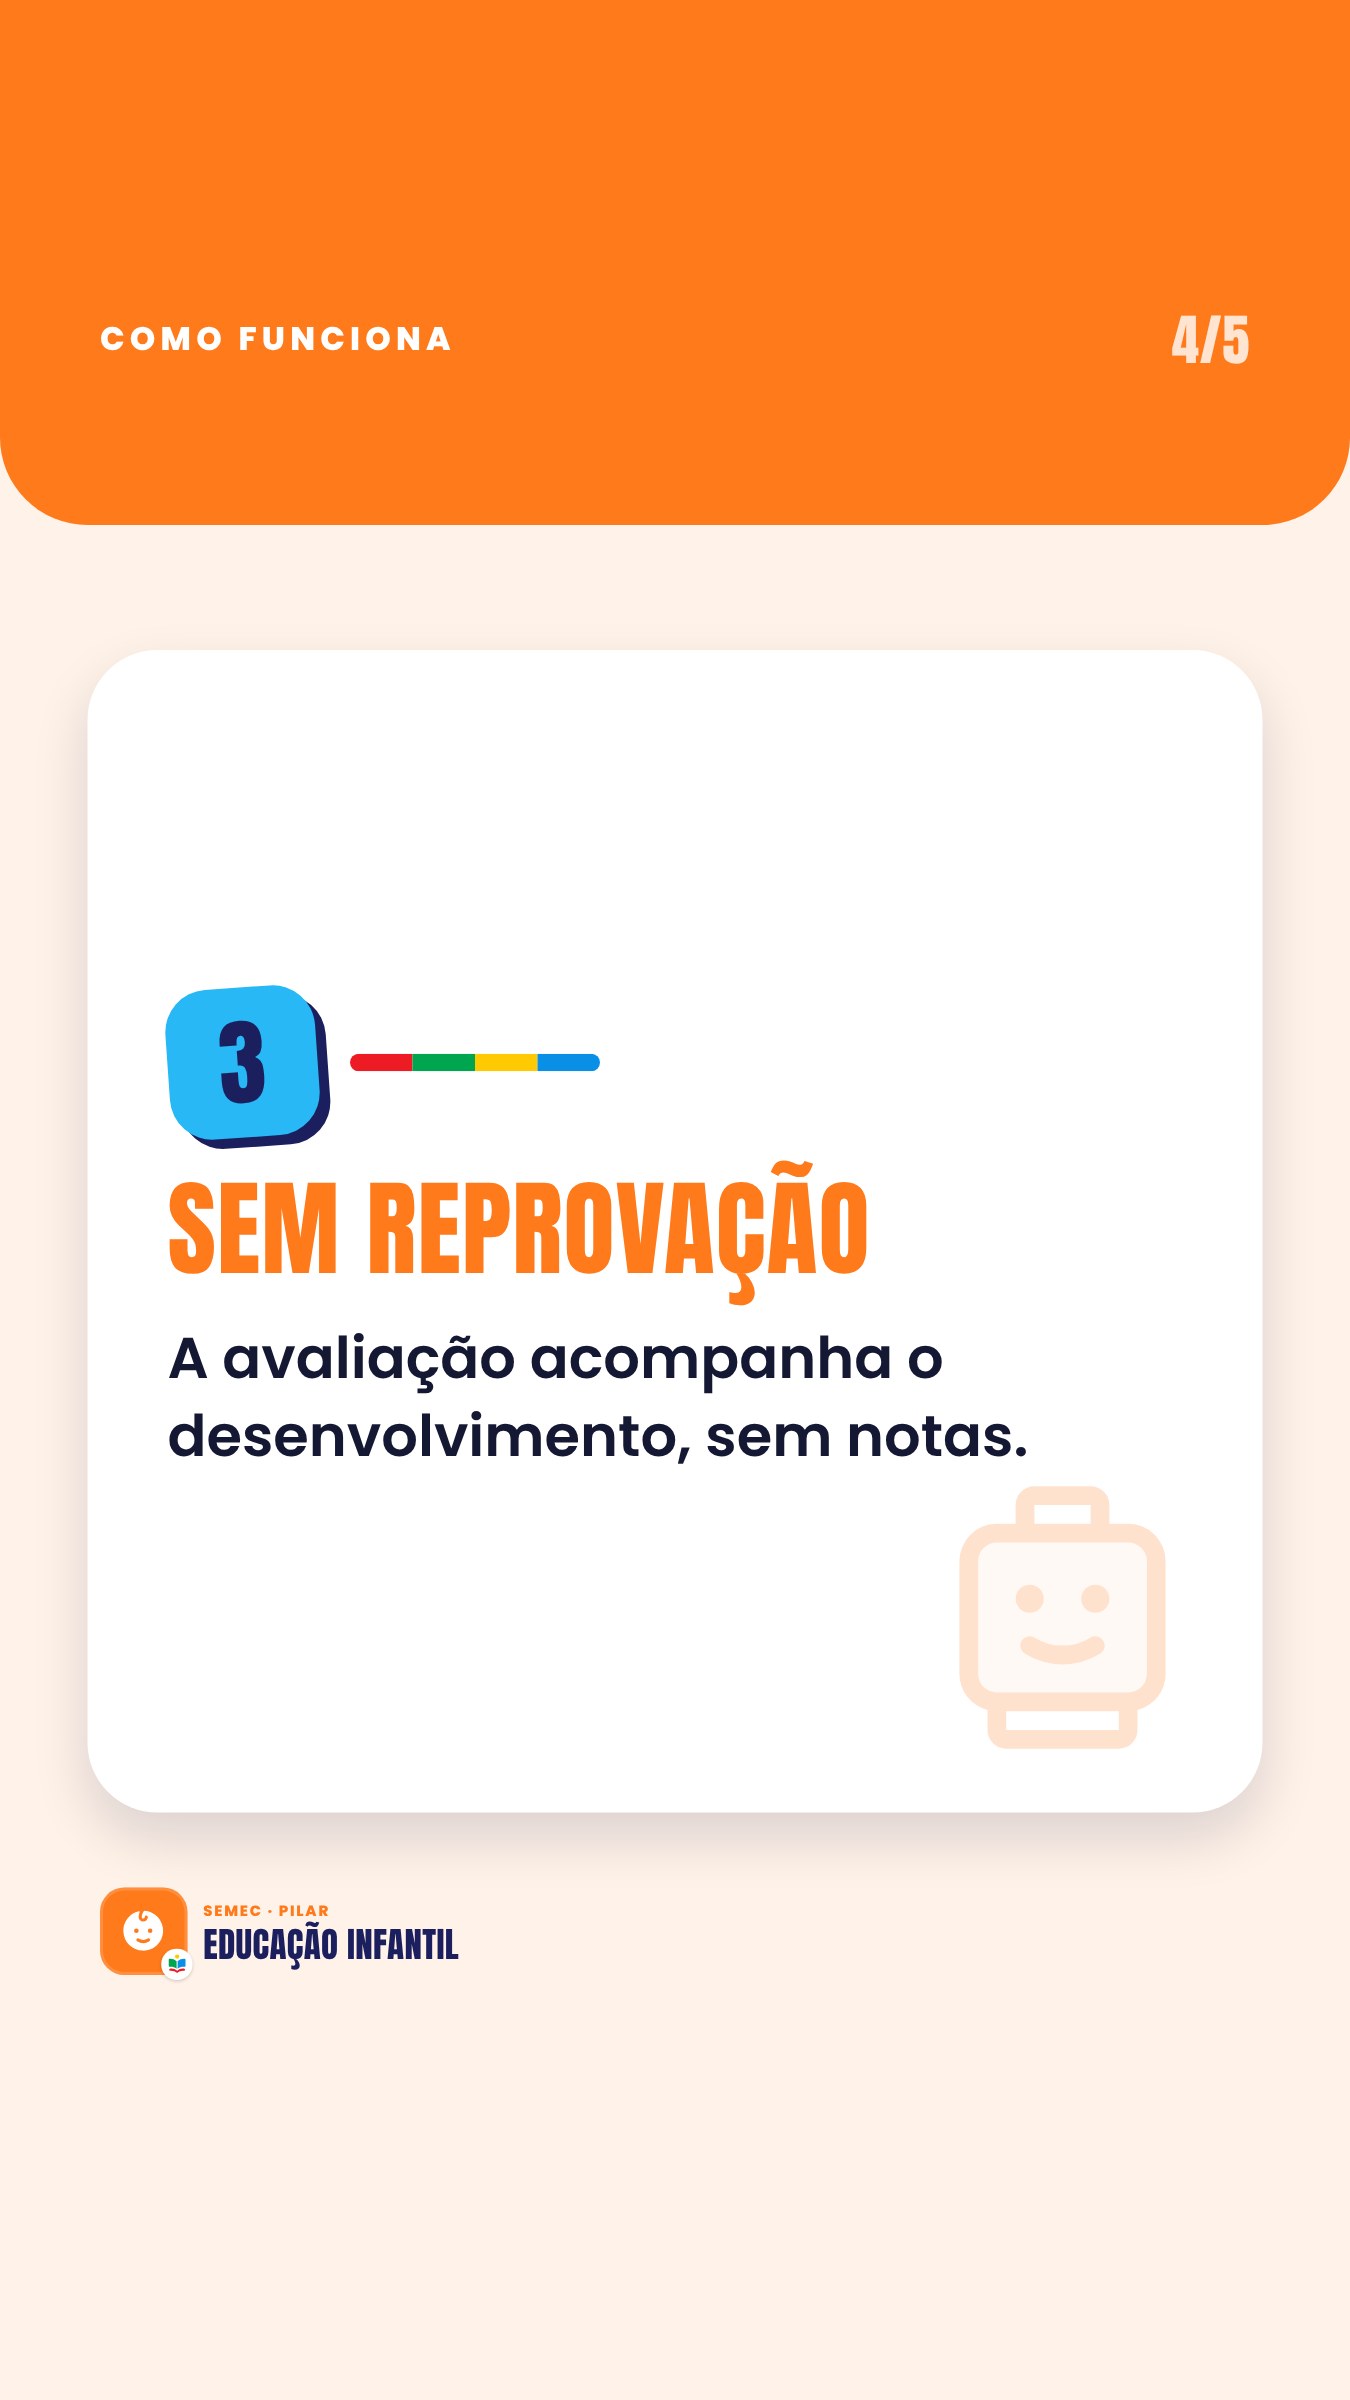 COMO FUNCIONA
4/5
3
SEM REPROVAÇÃO
A avaliação acompanha o
desenvolvimento, sem notas.
SEMEC · PILAR
EDUCAÇÃO INFANTIL